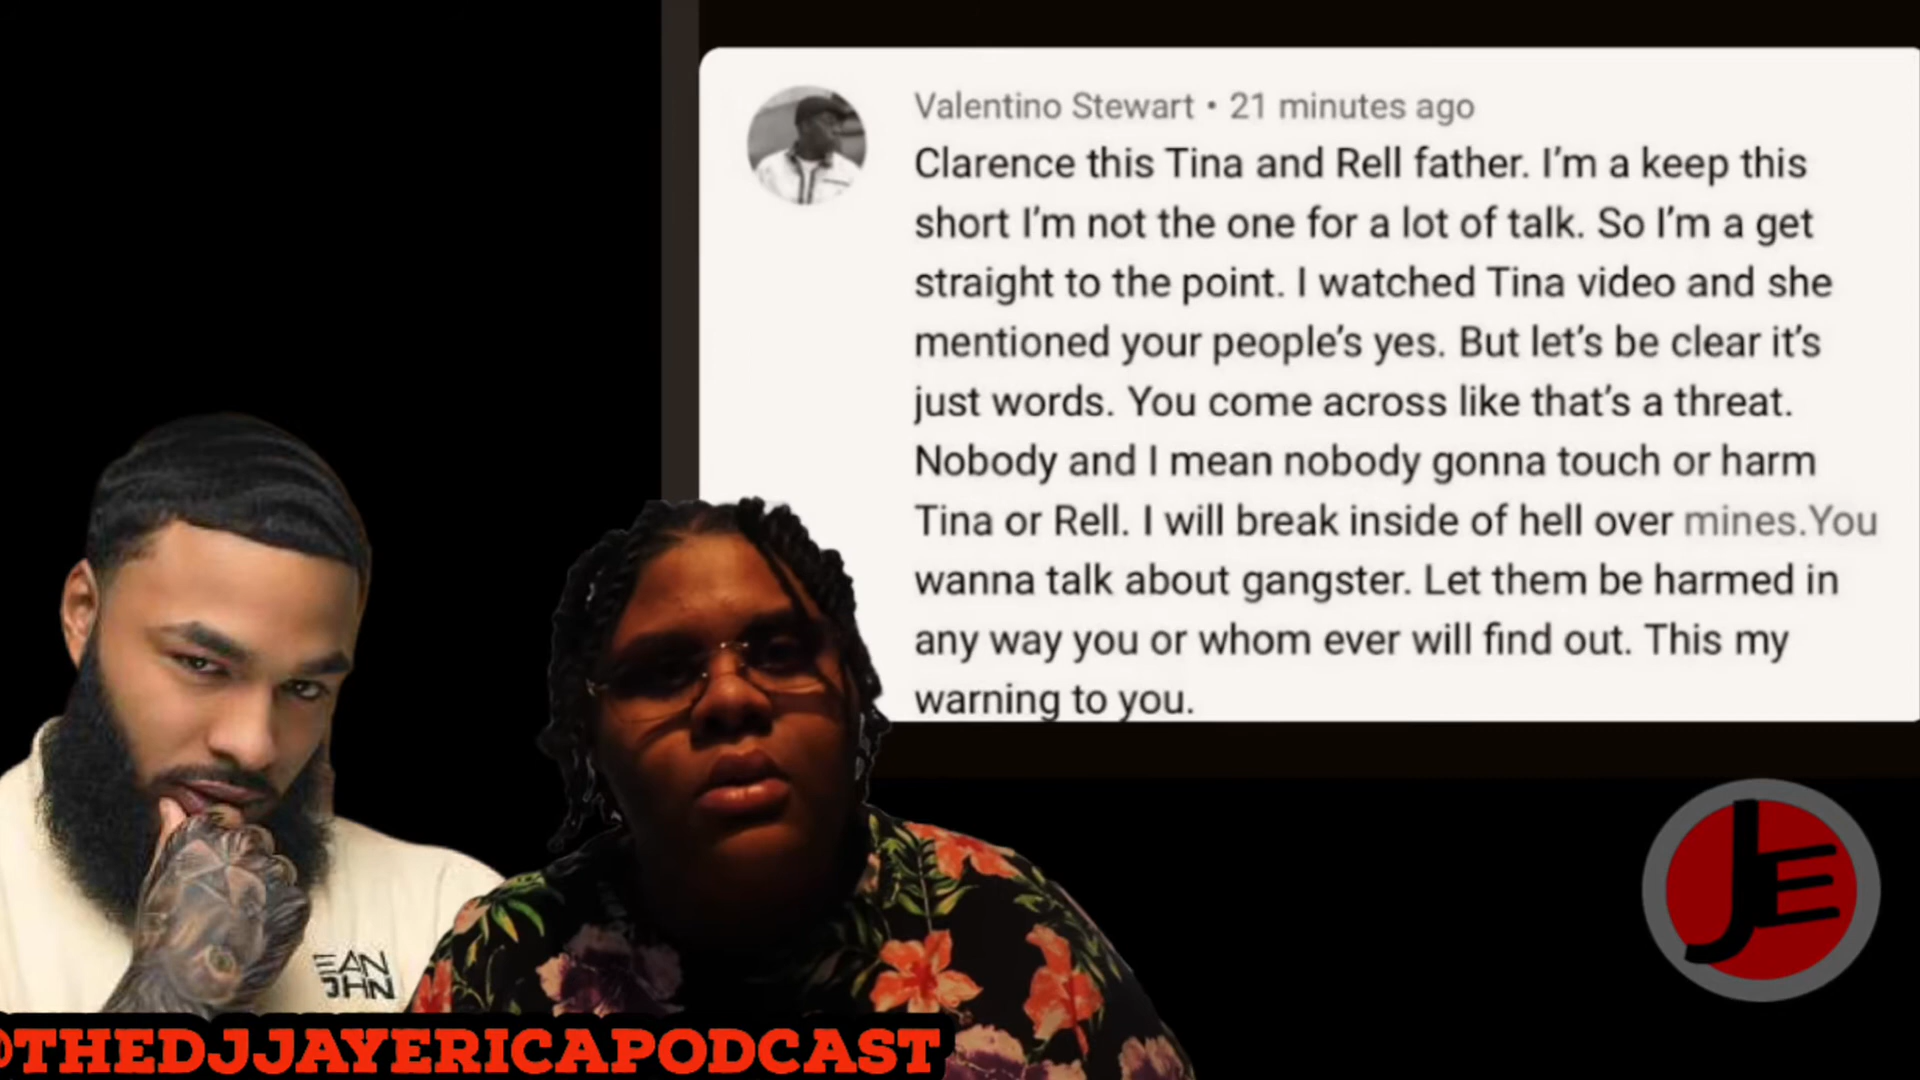 Valentino Stewart • 21 minutes ago
Clarence this Tina and Rell father. I'm a keep this
short I'm not the one for a lot of talk. So I'm a get
straight to the point. I watched Tina video and she
mentioned your people's yes. But let's be clear it's
just words. You come across like that's a threat.
Nobody and I mean nobody gonna touch or harm
Tina or Rell. I will break inside of hell over mines.You
wanna talk about gangster. Let them be harmed in
any way you or whom ever will find out. This my
warning to you.
JE
EAN
JHN
@THEDJJAYERICAPODCAST